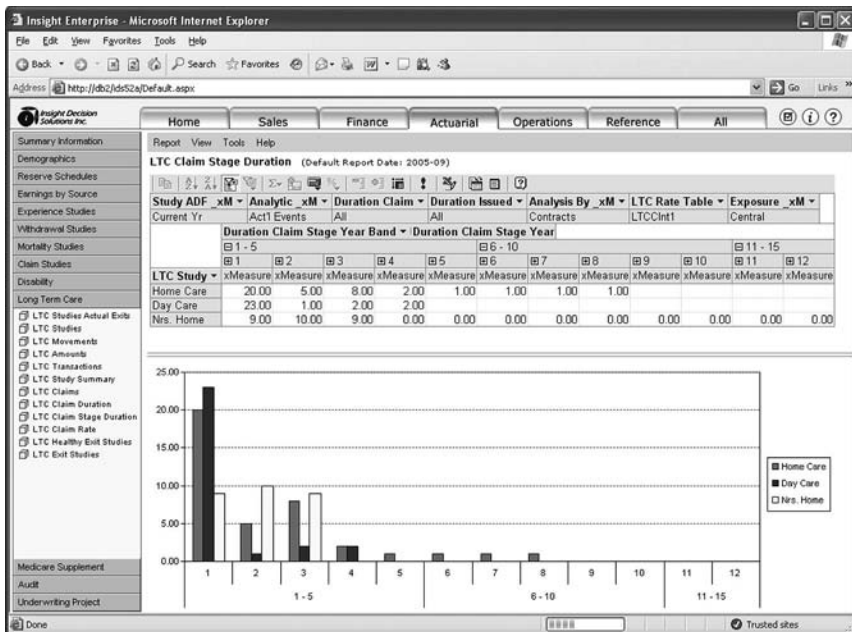 Insight Enterprise - Microsoft Internet Explorer
File Edit View Favorites Tools Help
Back Search Favorites
Address http://db2/ids52a/Default.aspx Go Links »
Insight Decision Solutions Inc.
Home Sales Finance Actuarial Operations Reference All
Summary Information
Demographics
Reserve Schedules
Earnings by Source
Experience Studies
Withdrawal Studies
Mortality Studies
Claim Studies
Disability
Long Term Care
LTC Studies Actual Exits
LTC Studies
LTC Movements
LTC Amounts
LTC Transactions
LTC Study Summary
LTC Claims
LTC Claim Duration
LTC Claim Stage Duration
LTC Claim Rate
LTC Healthy Exit Studies
LTC Exit Studies
Medicare Supplement
Audit
Underwriting Project
Report View Tools Help
LTC Claim Stage Duration (Default Report Date: 2005-09)
Study ADF _xM Analytic _xM Duration Claim Duration Issued Analysis By _xM LTC Rate Table Exposure _xM
Current Yr Act1 Events All All Contracts LTCCInt1 Central
Duration Claim Stage Year Band Duration Claim Stage Year
1 - 5 6 - 10 11 - 15
1 2 3 4 5 6 7 8 9 10 11 12
LTC Study xMeasure xMeasure xMeasure xMeasure xMeasure xMeasure xMeasure xMeasure xMeasure xMeasure xMeasure xMeasure
Home Care 20.00 5.00 8.00 2.00 1.00 1.00 1.00 1.00
Day Care 23.00 1.00 2.00 2.00
Nrs. Home 9.00 10.00 9.00 0.00 0.00 0.00 0.00 0.00 0.00 0.00 0.00 0.00
25.00
20.00
15.00
10.00
5.00
0.00
1 2 3 4 5 6 7 8 9 10 11 12
1 - 5 6 - 10 11 - 15
Home Care
Day Care
Nrs. Home
Done Trusted sites